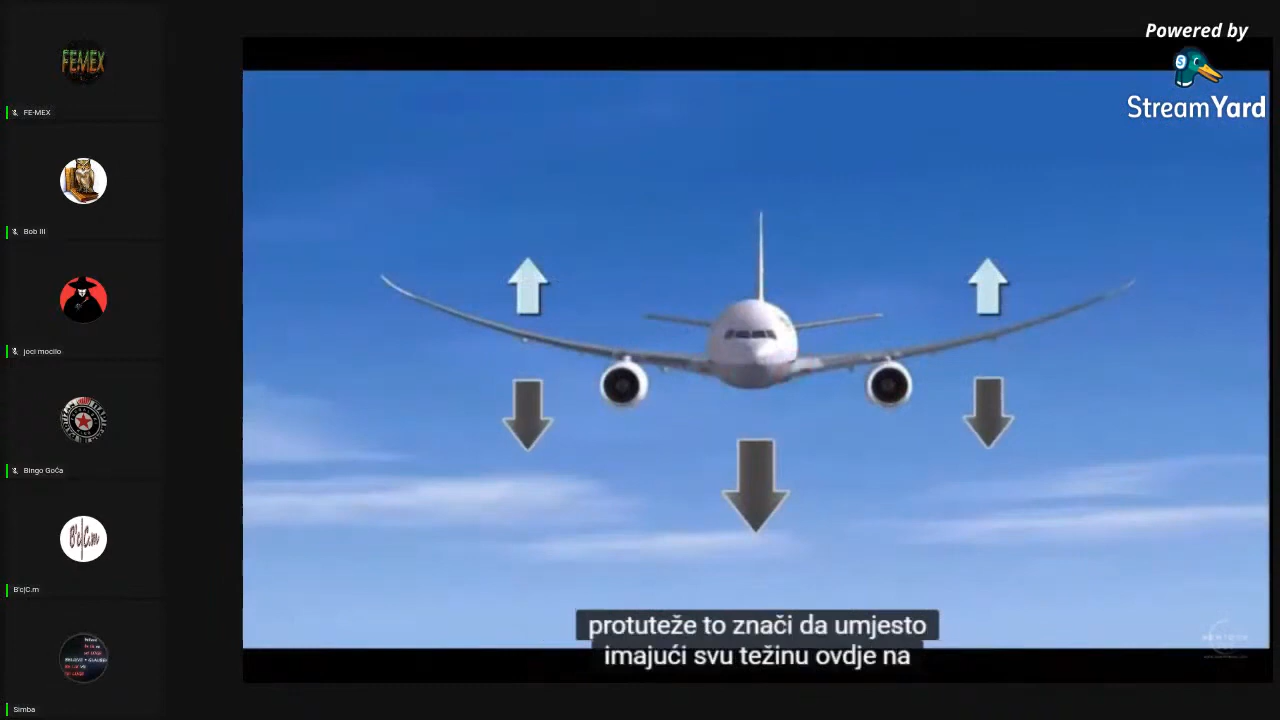 Powered by
StreamYard
FEMEX
FE-MEX
Bob III
joci mocilo
Bingo Goča
B'c|C.m
B'c|C.m
Simba
protuteže to znači da umjesto
imajući svu težinu ovdje na